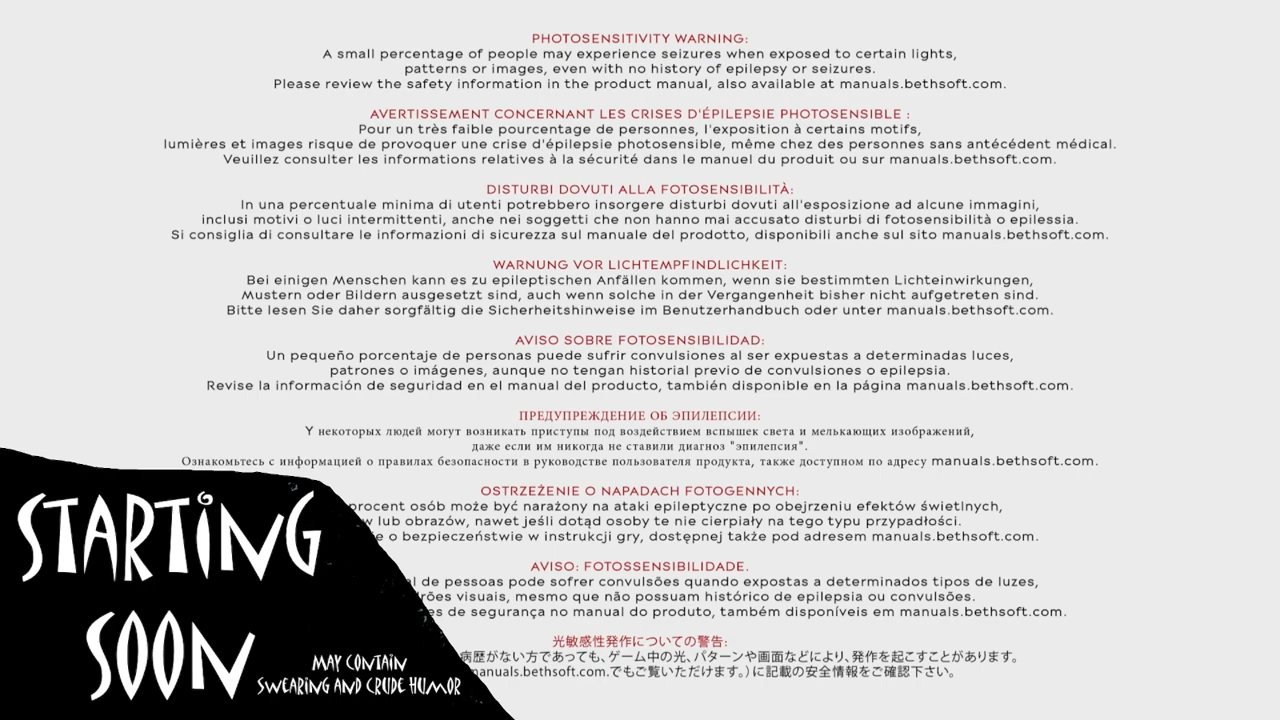 PHOTOSENSITIVITY WARNING:
A small percentage of people may experience seizures when exposed to certain lights,
patterns or images, even with no history of epilepsy or seizures.
Please review the safety information in the product manual, also available at manuals.bethsoft.com.
AVERTISSEMENT CONCERNANT LES CRISES D'ÉPILEPSIE PHOTOSENSIBLE :
Pour un très faible pourcentage de personnes, l'exposition à certains motifs,
lumières et images risque de provoquer une crise d'épilepsie photosensible, même chez des personnes sans antécédent médical.
Veuillez consulter les informations relatives à la sécurité dans le manuel du produit ou sur manuals.bethsoft.com.
DISTURBI DOVUTI ALLA FOTOSENSIBILITÀ:
In una percentuale minima di utenti potrebbero insorgere disturbi dovuti all'esposizione ad alcune immagini,
inclusi motivi o luci intermittenti, anche nei soggetti che non hanno mai accusato disturbi di fotosensibilità o epilessia.
Si consiglia di consultare le informazioni di sicurezza sul manuale del prodotto, disponibili anche sul sito manuals.bethsoft.com.
WARNUNG VOR LICHTEMPFINDLICHKEIT:
Bei einigen Menschen kann es zu epileptischen Anfällen kommen, wenn sie bestimmten Lichteinwirkungen,
Mustern oder Bildern ausgesetzt sind, auch wenn solche in der Vergangenheit bisher nicht aufgetreten sind.
Bitte lesen Sie daher sorgfältig die Sicherheitshinweise im Benutzerhandbuch oder unter manuals.bethsoft.com.
AVISO SOBRE FOTOSENSIBILIDAD:
Un pequeño porcentaje de personas puede sufrir convulsiones al ser expuestas a determinadas luces,
patrones o imágenes, aunque no tengan historial previo de convulsiones o epilepsia.
Revise la información de seguridad en el manual del producto, también disponible en la página manuals.bethsoft.com.
ПРЕДУПРЕЖДЕНИЕ ОБ ЭПИЛЕПСИИ:
У некоторых людей могут возникать приступы под воздействием вспышек света и мелькающих изображений,
даже если им никогда не ставили диагноз "эпилепсия".
Ознакомьтесь с информацией о правилах безопасности в руководстве пользователя продукта, также доступном по адресу manuals.bethsoft.com.
OSTRZEŻENIE O NAPADACH FOTOGENNYCH:
procent osób może być narażony na ataki epileptyczne po obejrzeniu efektów świetlnych,
lub obrazów, nawet jeśli dotąd osoby te nie cierpiały na tego typu przypadłości.
o bezpieczeństwie w instrukcji gry, dostępnej także pod adresem manuals.bethsoft.com.
AVISO: FOTOSSENSIBILIDADE.
de pessoas pode sofrer convulsões quando expostas a determinados tipos de luzes,
visuais, mesmo que não possuam histórico de epilepsia ou convulsões.
de segurança no manual do produto, também disponíveis em manuals.bethsoft.com.
光敏感性発作についての警告:
病歴がない方であっても、ゲーム中の光、パターンや画面などにより、発作を起こすことがあります。
manuals.bethsoft.com.でもご覧いただけます。)に記載の安全情報をご確認下さい。
STARTING
SOON
MAY CONTAIN
SWEARING AND CRUDE HUMOR